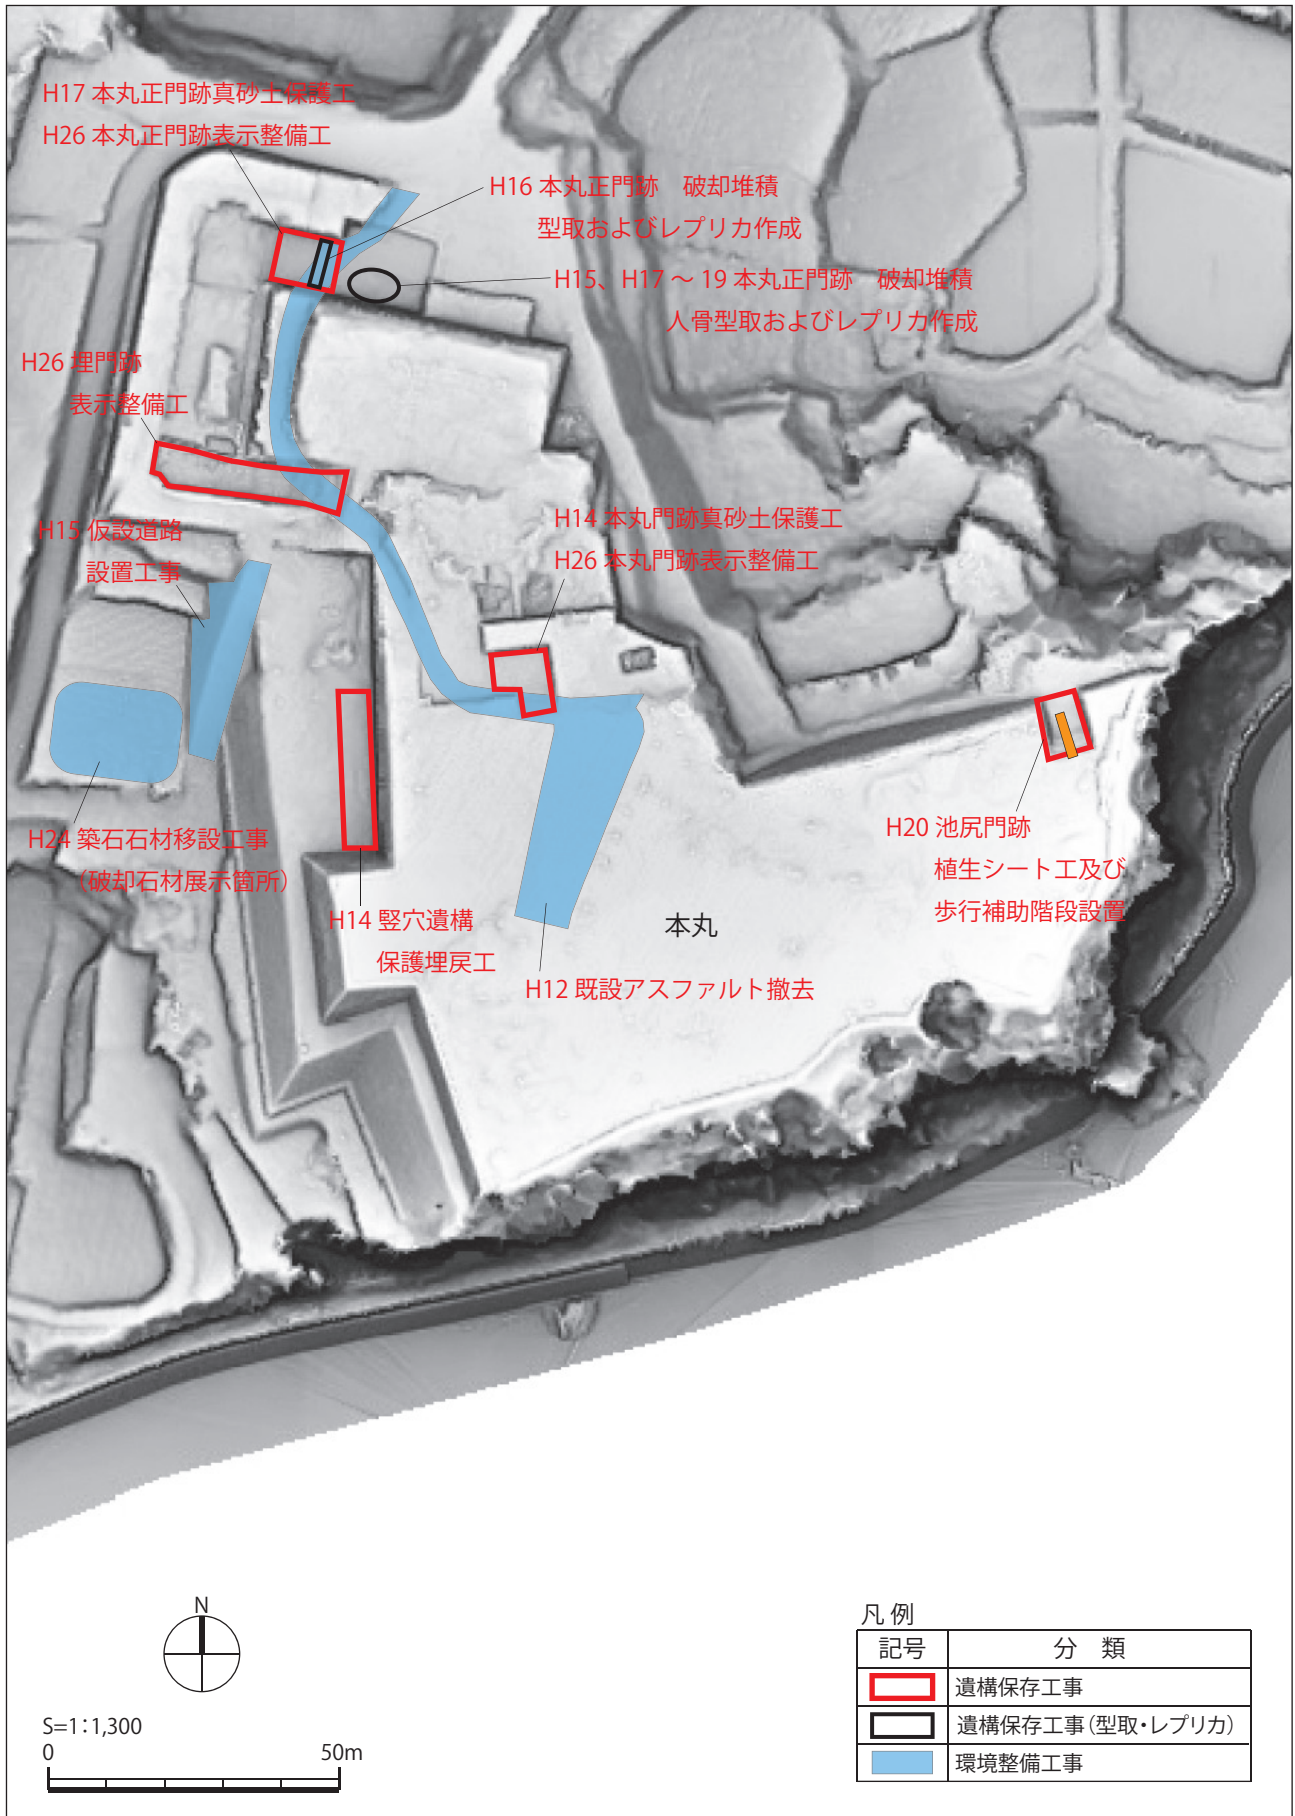 H17 本丸正門跡真砂土保護工
H26 本丸正門跡表示整備工
H16 本丸正門跡　破却堆積
型取およびレプリカ作成
H15、H17 ～ 19 本丸正門跡　破却堆積
人骨型取およびレプリカ作成
H26 埋門跡
表示整備工
H14 本丸門跡真砂土保護工
H26 本丸門跡表示整備工
H15 仮設道路
設置工事
H24 築石石材移設工事
（破却石材展示箇所）
H14 竪穴遺構
保護埋戻工
H20 池尻門跡
植生シート工及び
歩行補助階段設置
本丸
H12 既設アスファルト撤去
N
S=1：1,300
0 50m
凡 例
記号 分　類
遺構保存工事
遺構保存工事（型取・レプリカ）
環境整備工事